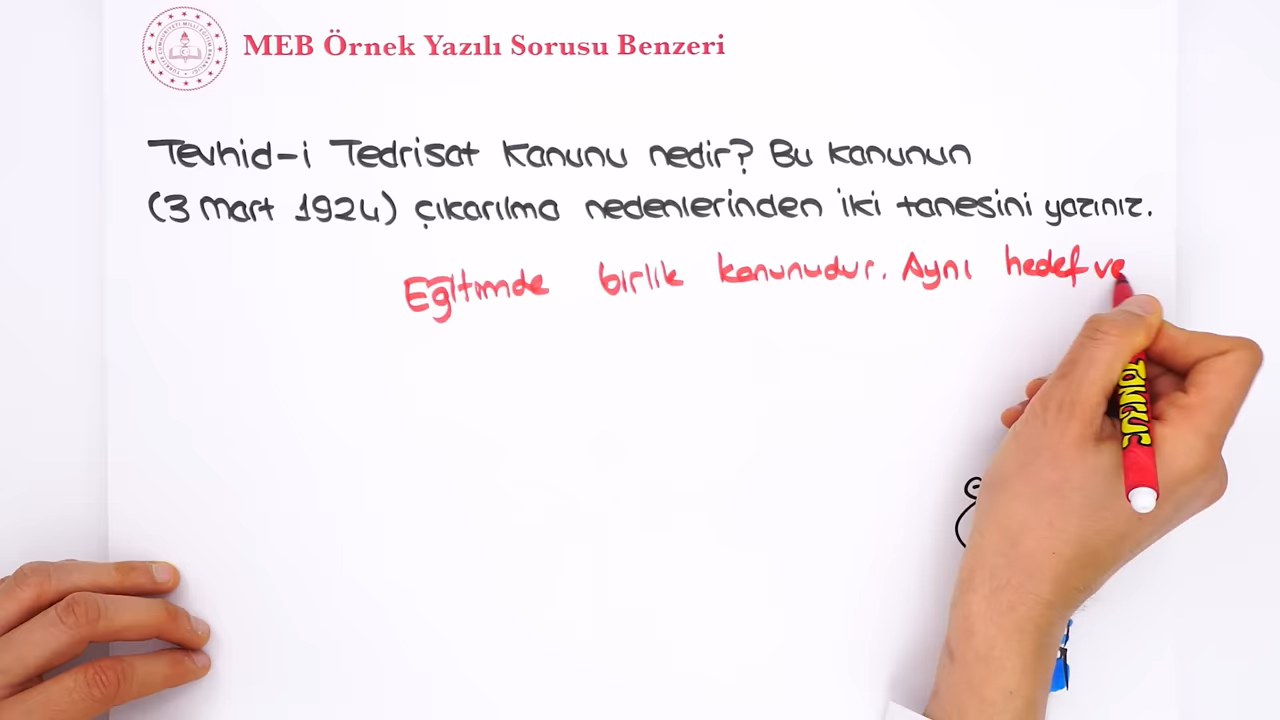 MEB Örnek Yazılı Sorusu Benzeri
Tevhid-i Tedrisat Kanunu nedir? Bu kanunun
(3 Mart 1924) çıkarılma nedenlerinden iki tanesini yazınız.
Eğitimde birlik kanunudur. Aynı hedef ve
TONGUÇ